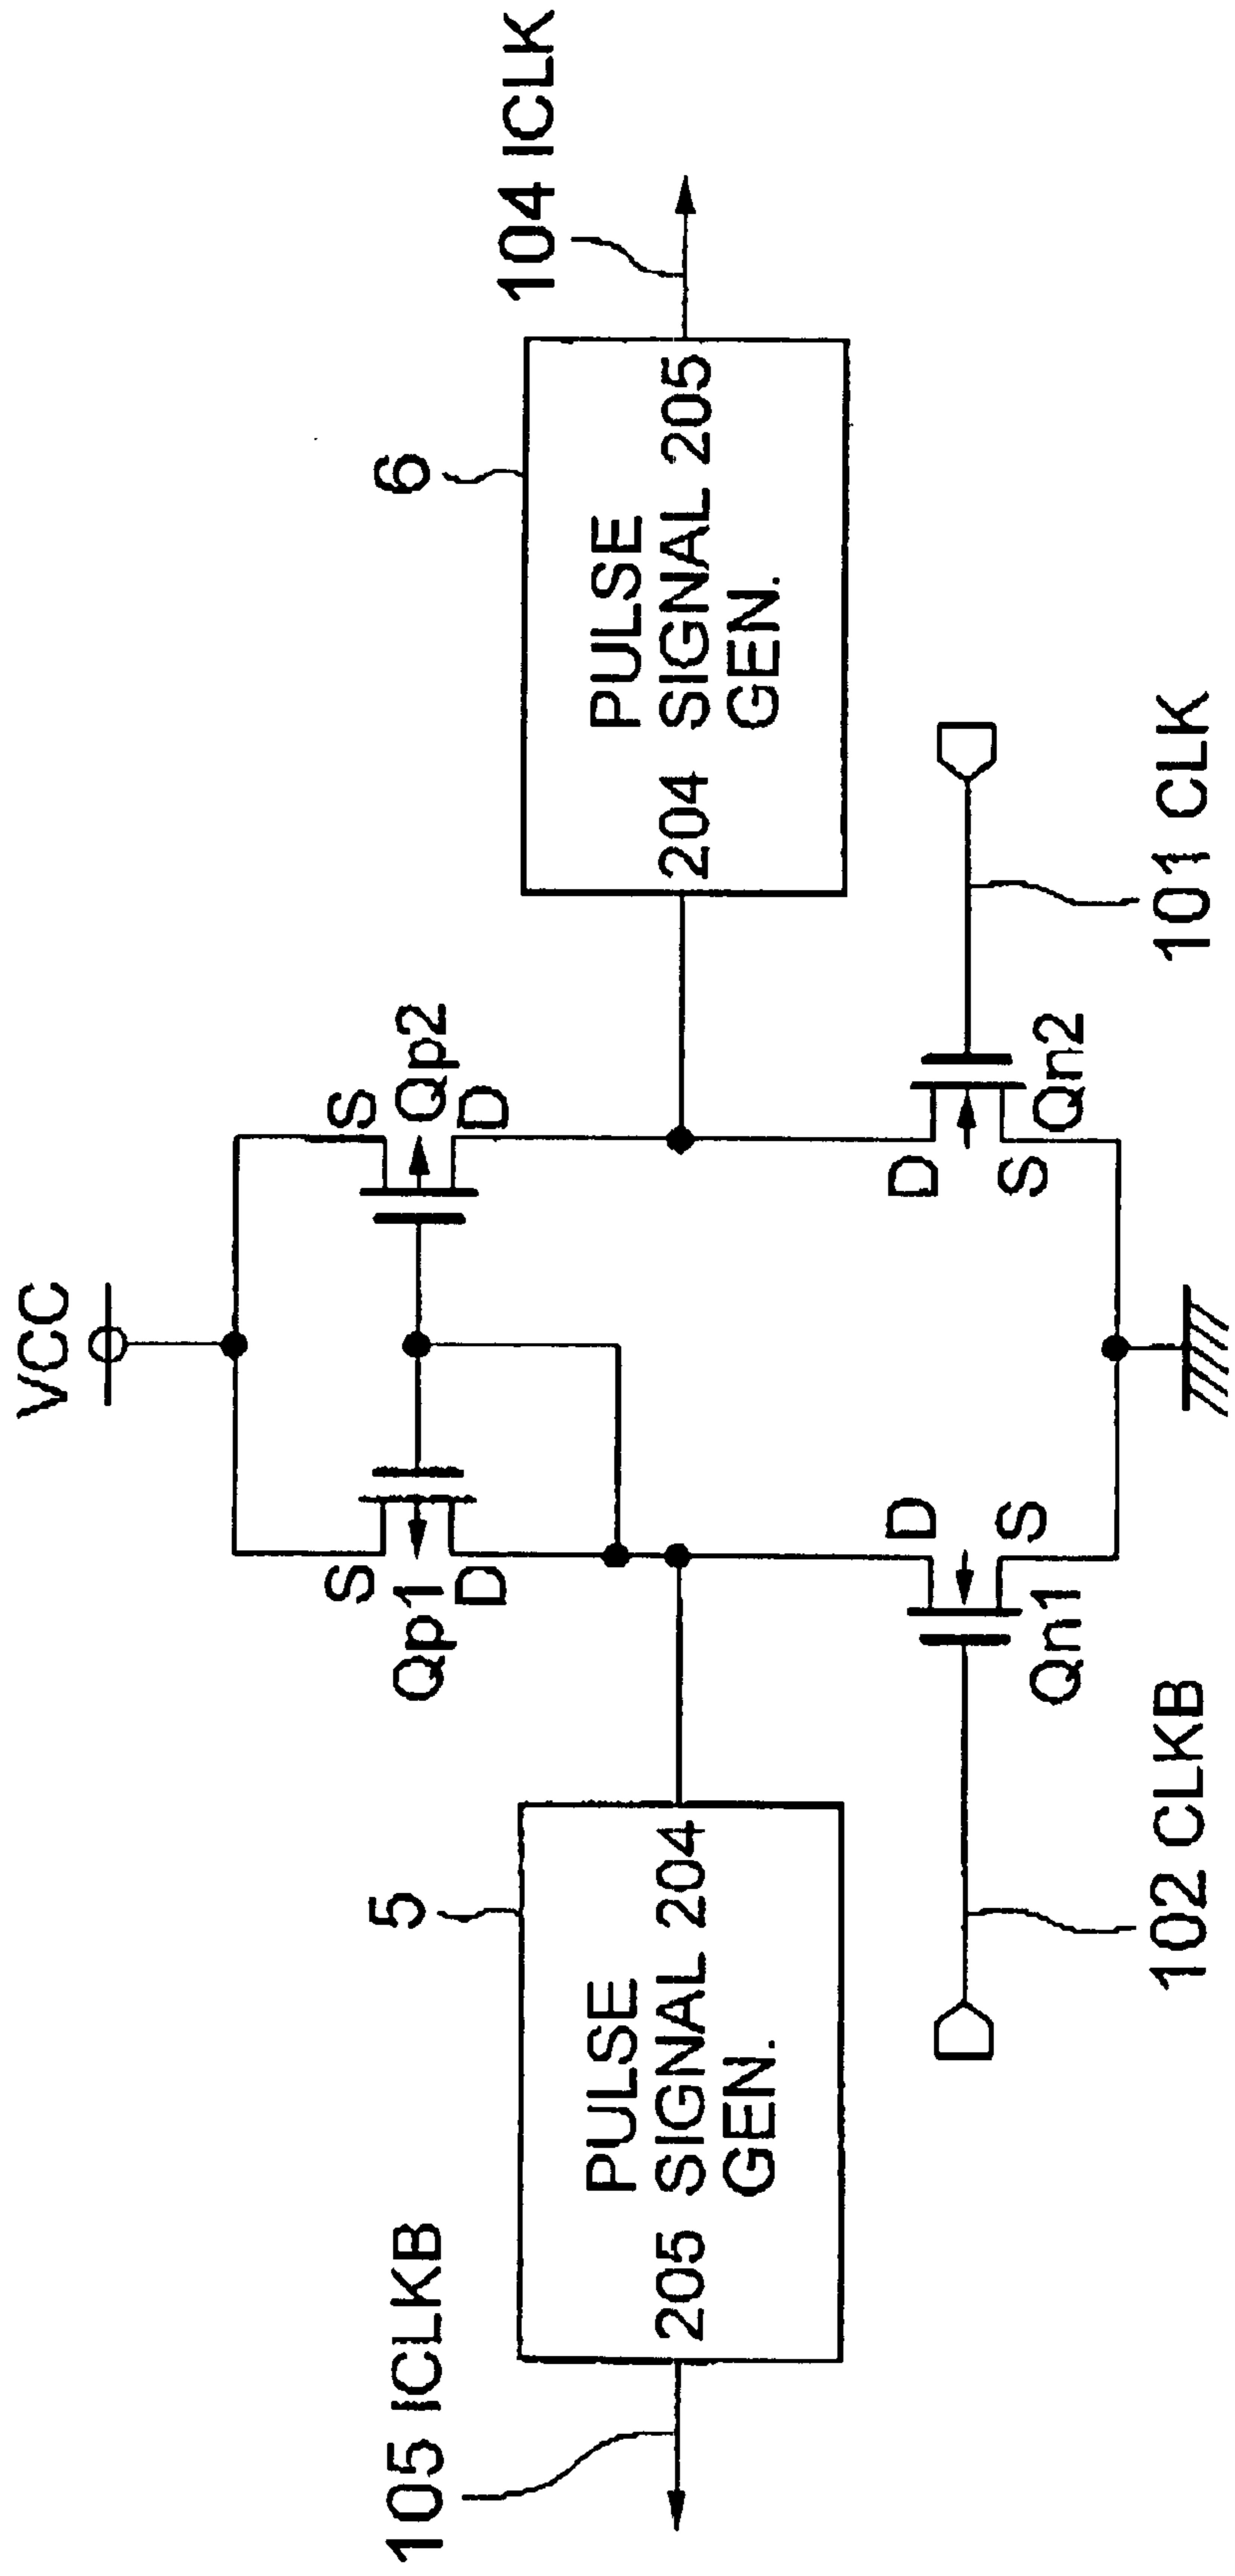 VCC
S
S
Qp1
Qp2
D
D
105 ICLKB
5
6
104 ICLK
PULSE
205 SIGNAL 204
GEN.
PULSE
204 SIGNAL 205
GEN.
D
D
S
S
Qn1
Qn2
102 CLKB
101 CLK